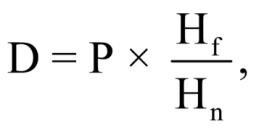 D = P × H_f / H_n,